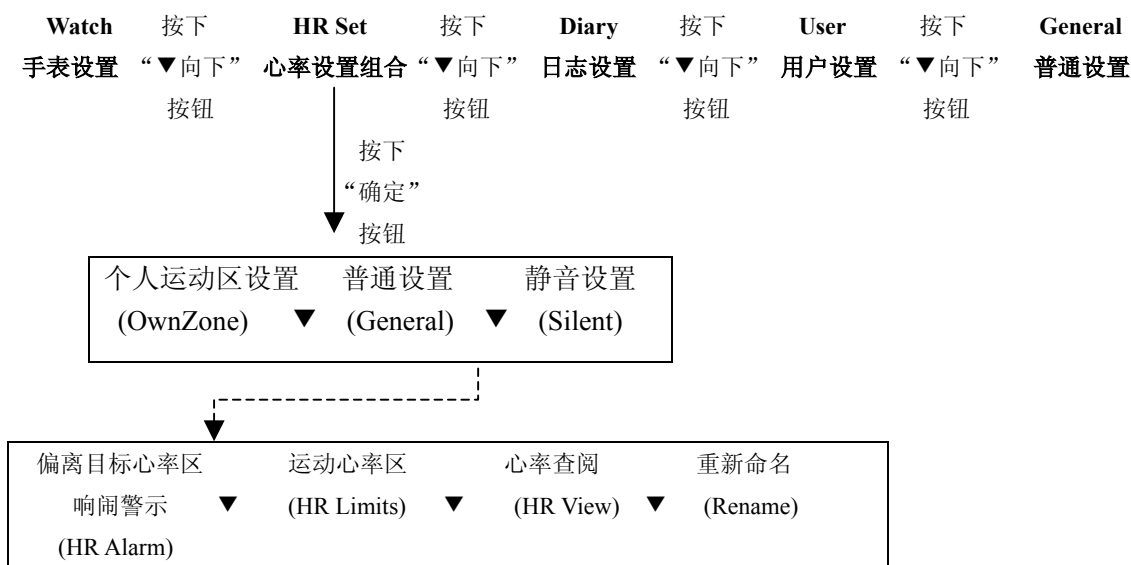 Watch 按下 HR Set 按下 Diary 按下 User 按下 General
手表设置 “▼向下” 心率设置组合 “▼向下” 日志设置 “▼向下” 用户设置 “▼向下” 普通设置
按钮 按钮 按钮 按钮
按下
“确定”
按钮
个人运动区设置 普通设置 静音设置
(OwnZone) ▼ (General) ▼ (Silent)
偏离目标心率区 运动心率区 心率查阅 重新命名
响闹警示 ▼ (HR Limits) ▼ (HR View) ▼ (Rename)
(HR Alarm)